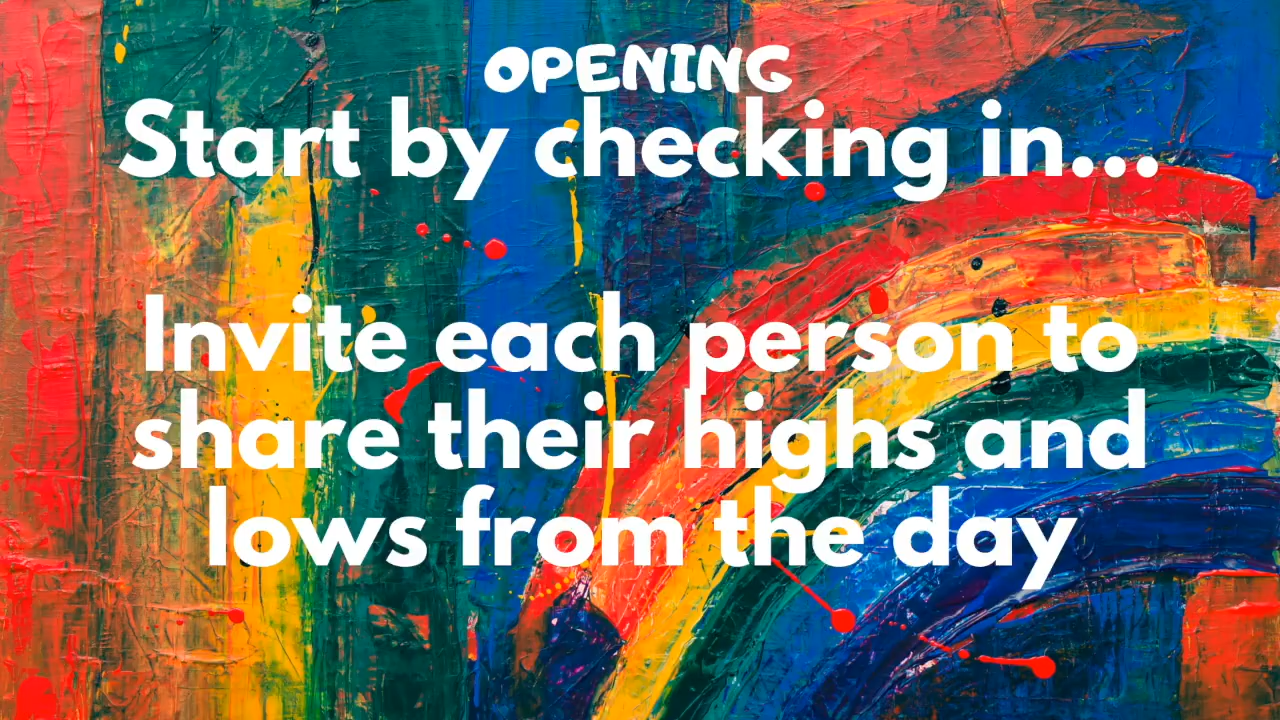 OPENING
Start by checking in...
Invite each person to
share their highs and
lows from the day